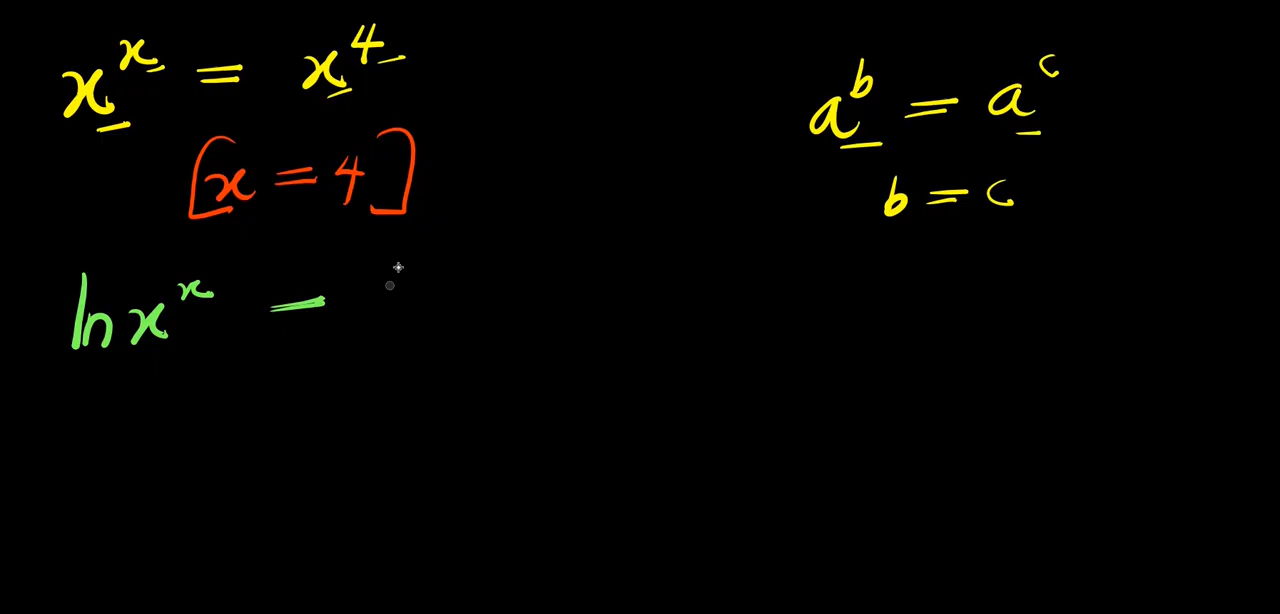 x^x = x^4
[x = 4]
ln x^x =
a^b = a^c
b = c